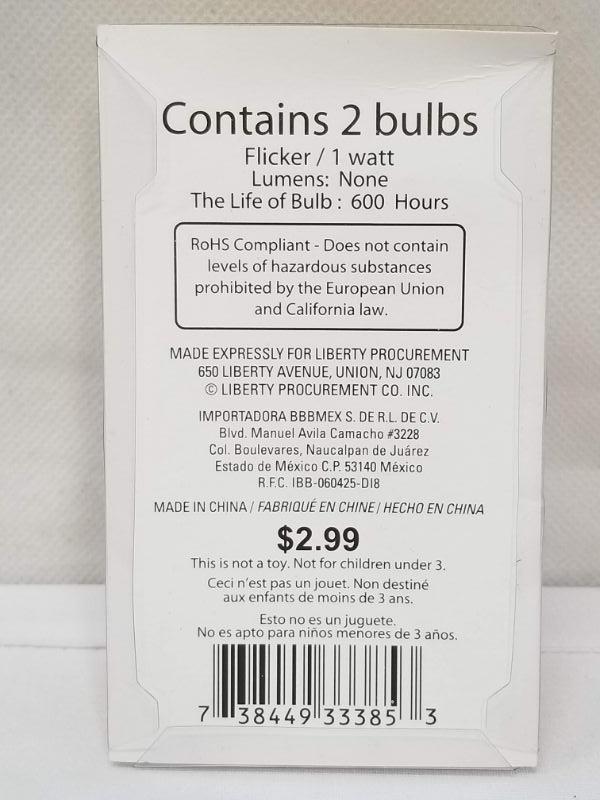 Contains 2 bulbs
Flicker / 1 watt
Lumens: None
The Life of Bulb : 600 Hours
RoHS Compliant - Does not contain
levels of hazardous substances
prohibited by the European Union
and California law.
MADE EXPRESSLY FOR LIBERTY PROCUREMENT
650 LIBERTY AVENUE, UNION, NJ 07083
© LIBERTY PROCUREMENT CO. INC.
IMPORTADORA BBBMEX S. DE R.L. DE C.V.
Blvd. Manuel Avila Camacho #3228
Col. Boulevares, Naucalpan de Juárez
Estado de México C.P. 53140 México
R.F.C. IBB-060425-DI8
MADE IN CHINA / FABRIQUÉ EN CHINE / HECHO EN CHINA
$2.99
This is not a toy. Not for children under 3.
Ceci n'est pas un jouet. Non destiné
aux enfants de moins de 3 ans.
Esto no es un juguete.
No es apto para niños menores de 3 años.
7 38449 33385 3